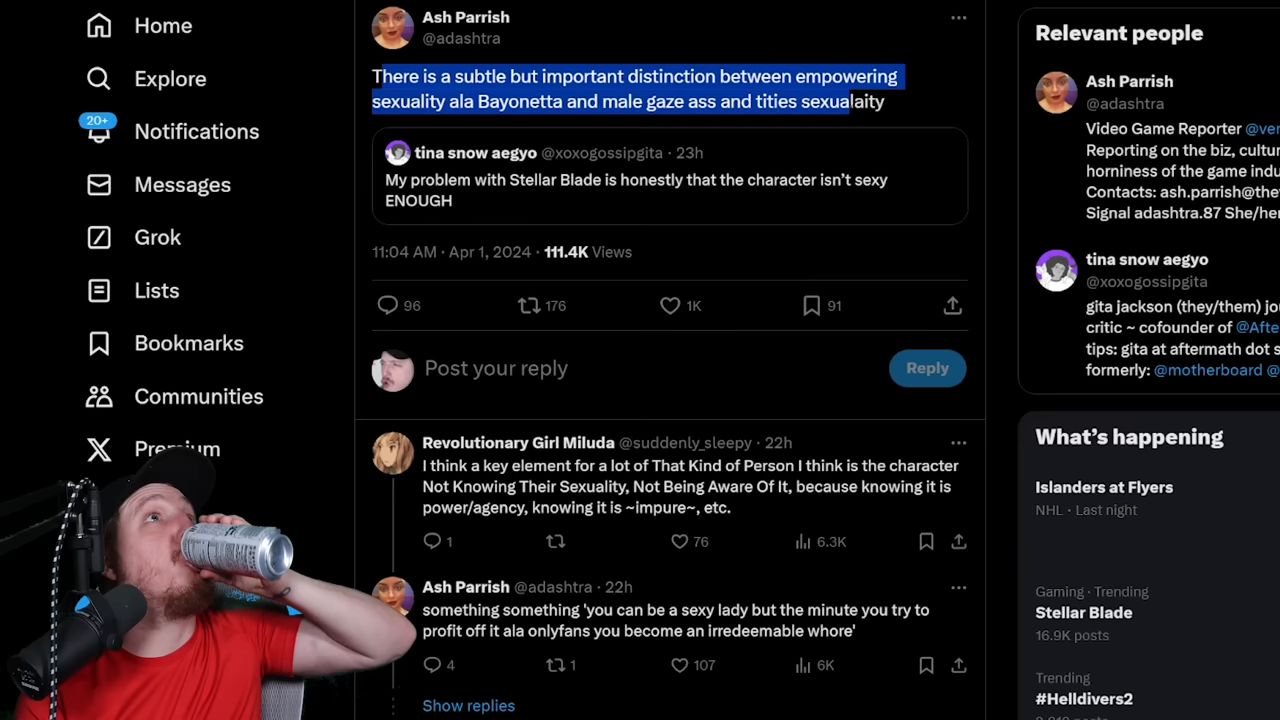 Home
Explore
20+
Notifications
Messages
Grok
Lists
Bookmarks
Communities
Premium
Ash Parrish
@adashtra
There is a subtle but important distinction between empowering
sexuality ala Bayonetta and male gaze ass and tities sexualaity
tina snow aegyo @xoxogossipgita · 23h
My problem with Stellar Blade is honestly that the character isn't sexy
ENOUGH
11:04 AM · Apr 1, 2024 · 111.4K Views
96 176 1K 91
Post your reply
Reply
Revolutionary Girl Miluda @suddenly_sleepy · 22h
I think a key element for a lot of That Kind of Person I think is the character
Not Knowing Their Sexuality, Not Being Aware Of It, because knowing it is
power/agency, knowing it is ~impure~, etc.
1 76 6.3K
Ash Parrish @adashtra · 22h
something something 'you can be a sexy lady but the minute you try to
profit off it ala onlyfans you become an irredeemable whore'
4 1 107 6K
Show replies
Relevant people
Ash Parrish
@adashtra
Video Game Reporter
Reporting on the biz,
horniness of the game
Contacts:
Signal adashtra.87
tina snow aegyo
@xoxogossipgita
gita jackson (they/them)
critic ~ cofounder of
tips: gita at aftermath dot
formerly: @motherboard
What's happening
Islanders at Flyers
NHL · Last night
Gaming · Trending
Stellar Blade
16.9K posts
Trending
#Helldivers2